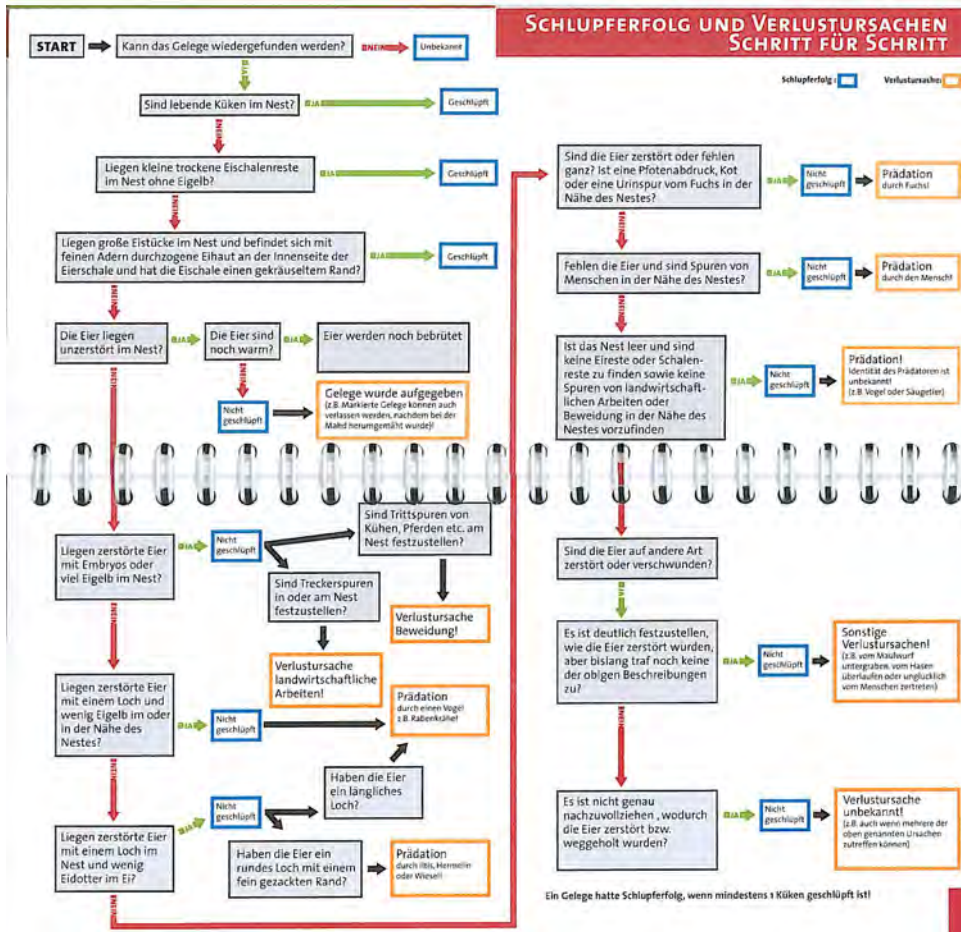 SCHLUPFERFOLG UND VERLUSTURSACHEN
SCHRITT FÜR SCHRITT
Schlupferfolg:
Verlustursache:
START
Kann das Gelege wiedergefunden werden?
NEIN
Unbekannt
JA
Sind lebende Küken im Nest?
JA
Geschlüpft
NEIN
Liegen kleine trockene Eischalenreste
im Nest ohne Eigelb?
JA
Geschlüpft
NEIN
Liegen große Eistücke im Nest und befindet sich mit
feinen Adern durchzogene Eihaut an der Innenseite der
Eierschale und hat die Eischale einen gekräuseltem Rand?
JA
Geschlüpft
NEIN
Die Eier liegen
unzerstört im Nest?
JA
Die Eier sind
noch warm?
JA
Eier werden noch bebrütet
NEIN
Nicht
geschlüpft
Gelege wurde aufgegeben
(z.B. Markierte Gelege können auch
verlassen werden, nachdem bei der
Mahd herumgemäht wurde)!
NEIN
Liegen zerstörte Eier
mit Embryos oder
viel Eigelb im Nest?
JA
Nicht
geschlüpft
Sind Trittspuren von
Kühen, Pferden etc. am
Nest festzustellen?
Sind Treckerspuren
in oder am Nest
festzustellen?
Verlustursache
Beweidung!
Verlustursache
landwirtschaftliche
Arbeiten!
NEIN
Liegen zerstörte Eier
mit einem Loch und
wenig Eigelb im oder
in der Nähe des
Nestes?
JA
Nicht
geschlüpft
Prädation
durch einen Vogel
z.B. Rabenkrähe!
NEIN
Liegen zerstörte Eier
mit einem Loch im
Nest und wenig
Eidotter im Ei?
JA
Nicht
geschlüpft
Haben die Eier
ein längliches
Loch?
Haben die Eier ein
rundes Loch mit einem
fein gezackten Rand?
Prädation
durch Iltis, Hermelin
oder Wiesel!
NEIN
Sind die Eier zerstört oder fehlen
ganz? Ist eine Pfotenabdruck, Kot
oder eine Urinspur vom Fuchs in der
Nähe des Nestes?
JA
Nicht
geschlüpft
Prädation
durch Fuchs!
NEIN
Fehlen die Eier und sind Spuren von
Menschen in der Nähe des Nestes?
JA
Nicht
geschlüpft
Prädation
durch den Mensch!
NEIN
Ist das Nest leer und sind
keine Eireste oder Schalen-
reste zu finden sowie keine
Spuren von landwirtschaft-
lichen Arbeiten oder
Beweidung in der Nähe des
Nestes vorzufinden
JA
Nicht
geschlüpft
Prädation!
Identität des Prädatoren ist
unbekannt!
(z.B. Vogel oder Säugetier)
NEIN
Sind die Eier auf andere Art
zerstört oder verschwunden?
JA
Es ist deutlich festzustellen,
wie die Eier zerstört wurden,
aber bislang traf noch keine
der obigen Beschreibungen
zu?
JA
Nicht
geschlüpft
Sonstige
Verlustursachen!
(z.B. vom Maulwurf
untergraben, vom Hasen
überlaufen oder unglücklich
vom Menschen zertreten)
NEIN
Es ist nicht genau
nachzuvollziehen, wodurch
die Eier zerstört bzw.
weggeholt wurden?
JA
Nicht
geschlüpft
Verlustursache
unbekannt!
(z.B. auch wenn mehrere der
oben genannten Ursachen
zutreffen können)
Ein Gelege hatte Schlupferfolg, wenn mindestens 1 Küken geschlüpft ist!